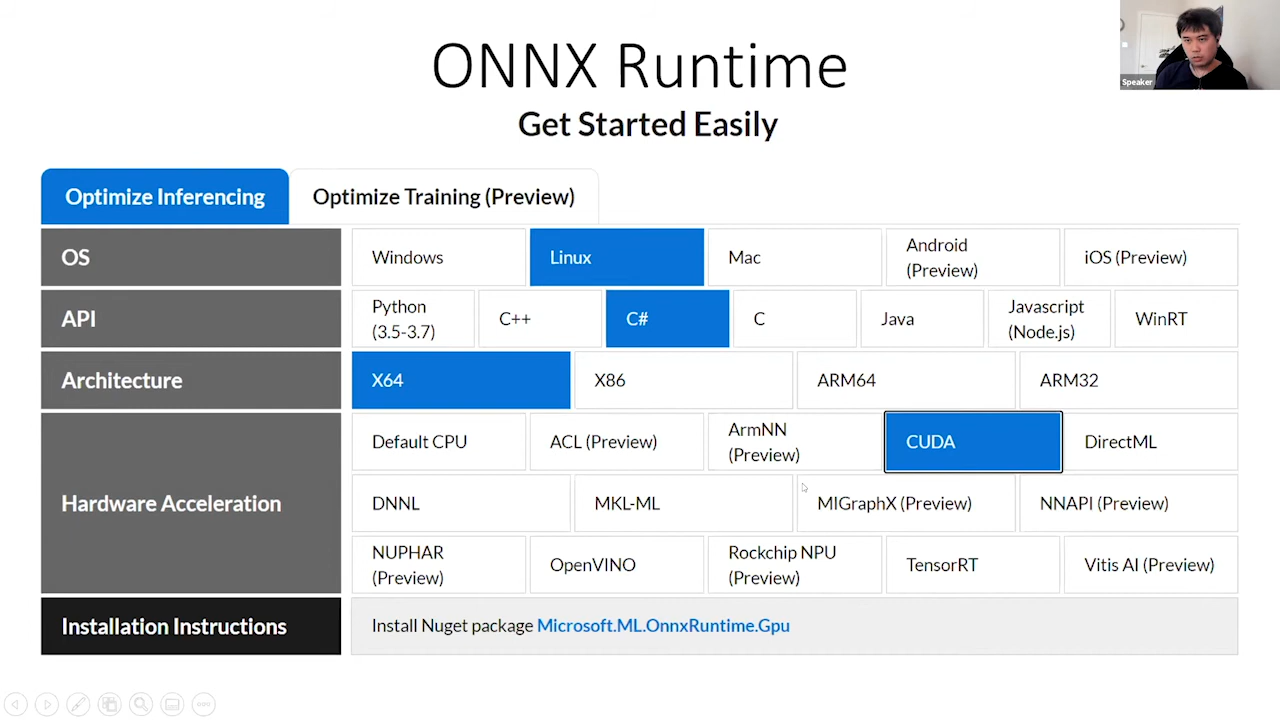 ONNX Runtime
Get Started Easily
Speaker
Optimize Inferencing
Optimize Training (Preview)
OS
Windows
Linux
Mac
Android
(Preview)
iOS (Preview)
API
Python
(3.5-3.7)
C++
C#
C
Java
Javascript
(Node.js)
WinRT
Architecture
X64
X86
ARM64
ARM32
Hardware Acceleration
Default CPU
ACL (Preview)
ArmNN
(Preview)
CUDA
DirectML
DNNL
MKL-ML
MIGraphX (Preview)
NNAPI (Preview)
NUPHAR
(Preview)
OpenVINO
Rockchip NPU
(Preview)
TensorRT
Vitis AI (Preview)
Installation Instructions
Install Nuget package Microsoft.ML.OnnxRuntime.Gpu